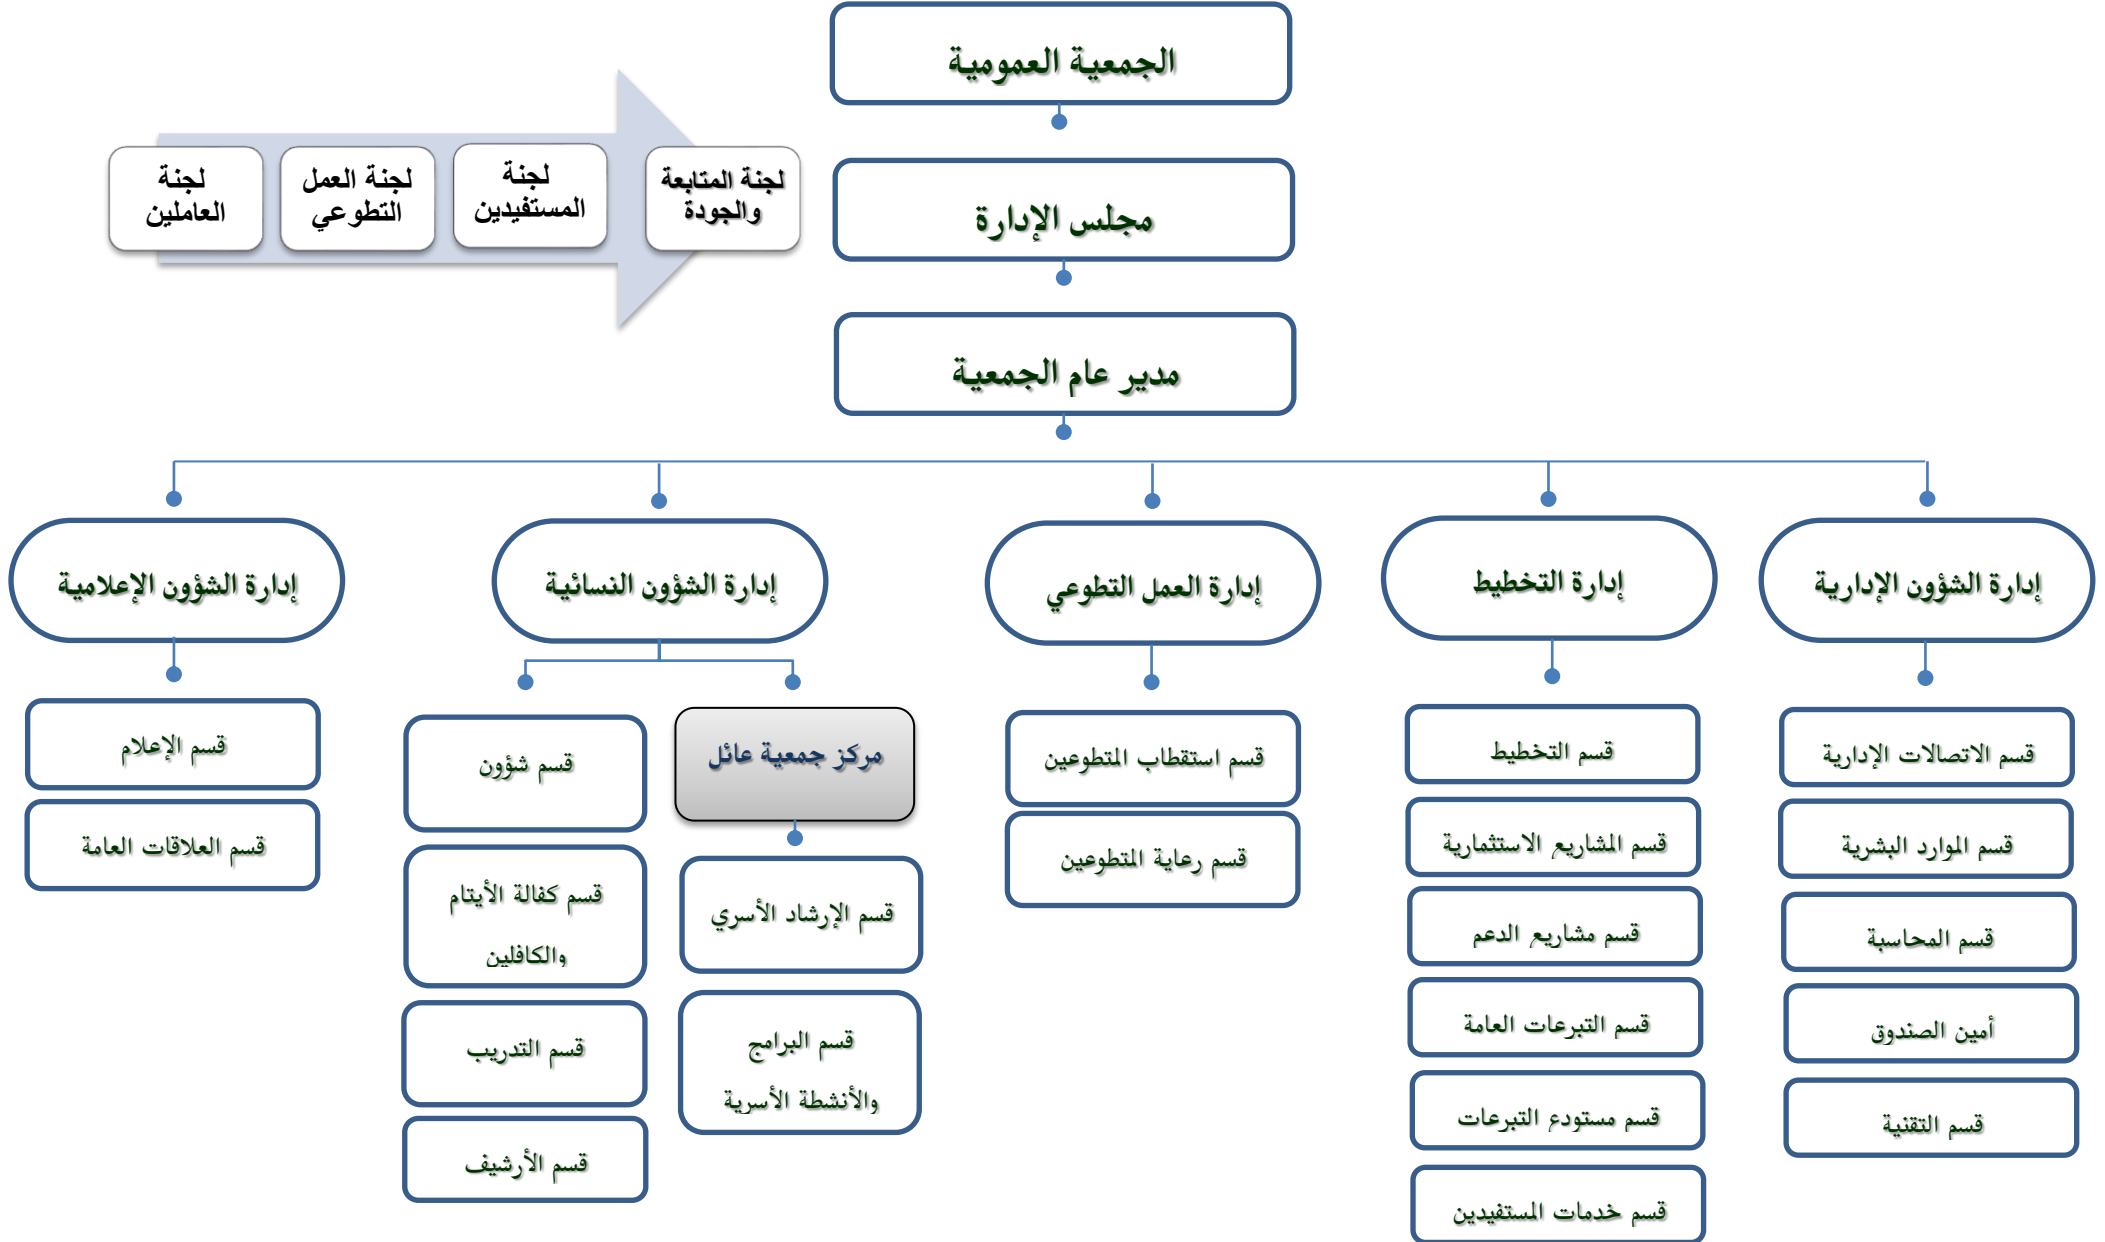 الجمعية العمومية
لجنة المتابعة
والجودة
لجنة
المستفيدين
لجنة العمل
التطوعي
لجنة
العاملين
مجلس الإدارة
مدير عام الجمعية
إدارة الشؤون الإدارية
إدارة التخطيط
إدارة العمل التطوعي
إدارة الشؤون النسائية
إدارة الشؤون الإعلامية
قسم الاتصالات الإدارية
قسم الموارد البشرية
قسم المحاسبة
أمين الصندوق
قسم التقنية
قسم التخطيط
قسم المشاريع الاستثمارية
قسم مشاريع الدعم
قسم التبرعات العامة
قسم مستودع التبرعات
قسم خدمات المستفيدين
قسم استقطاب المتطوعين
قسم رعاية المتطوعين
مركز جمعية عائل
قسم الإرشاد الأسري
قسم البرامج
والأنشطة الأسرية
قسم شؤون
قسم كفالة الأيتام
والكافلين
قسم التدريب
قسم الأرشيف
قسم الإعلام
قسم العلاقات العامة